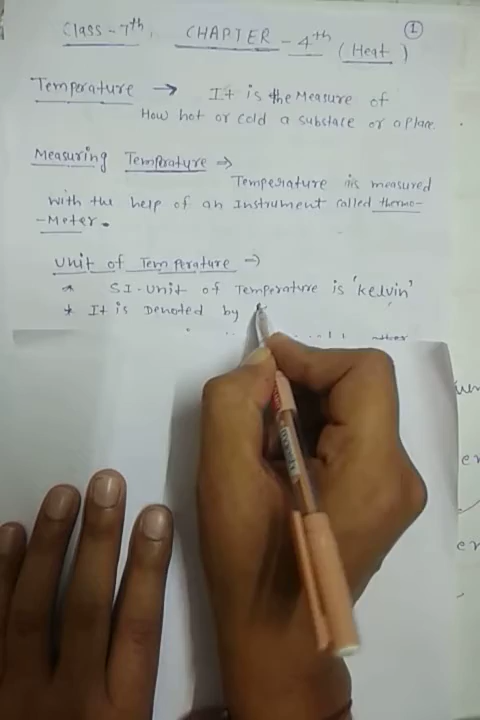 Class - 7th, CHAPTER - 4th (Heat) 1
Temperature → It is the Measure of
How hot or cold a substace or a place.
Measuring Temperature ⇒
Temperature is measured
with the help of an Instrument called thermo-
-Meter.
Unit of Temperature →
* SI-unit of Temperature is 'kelvin'
* It is Denoted by